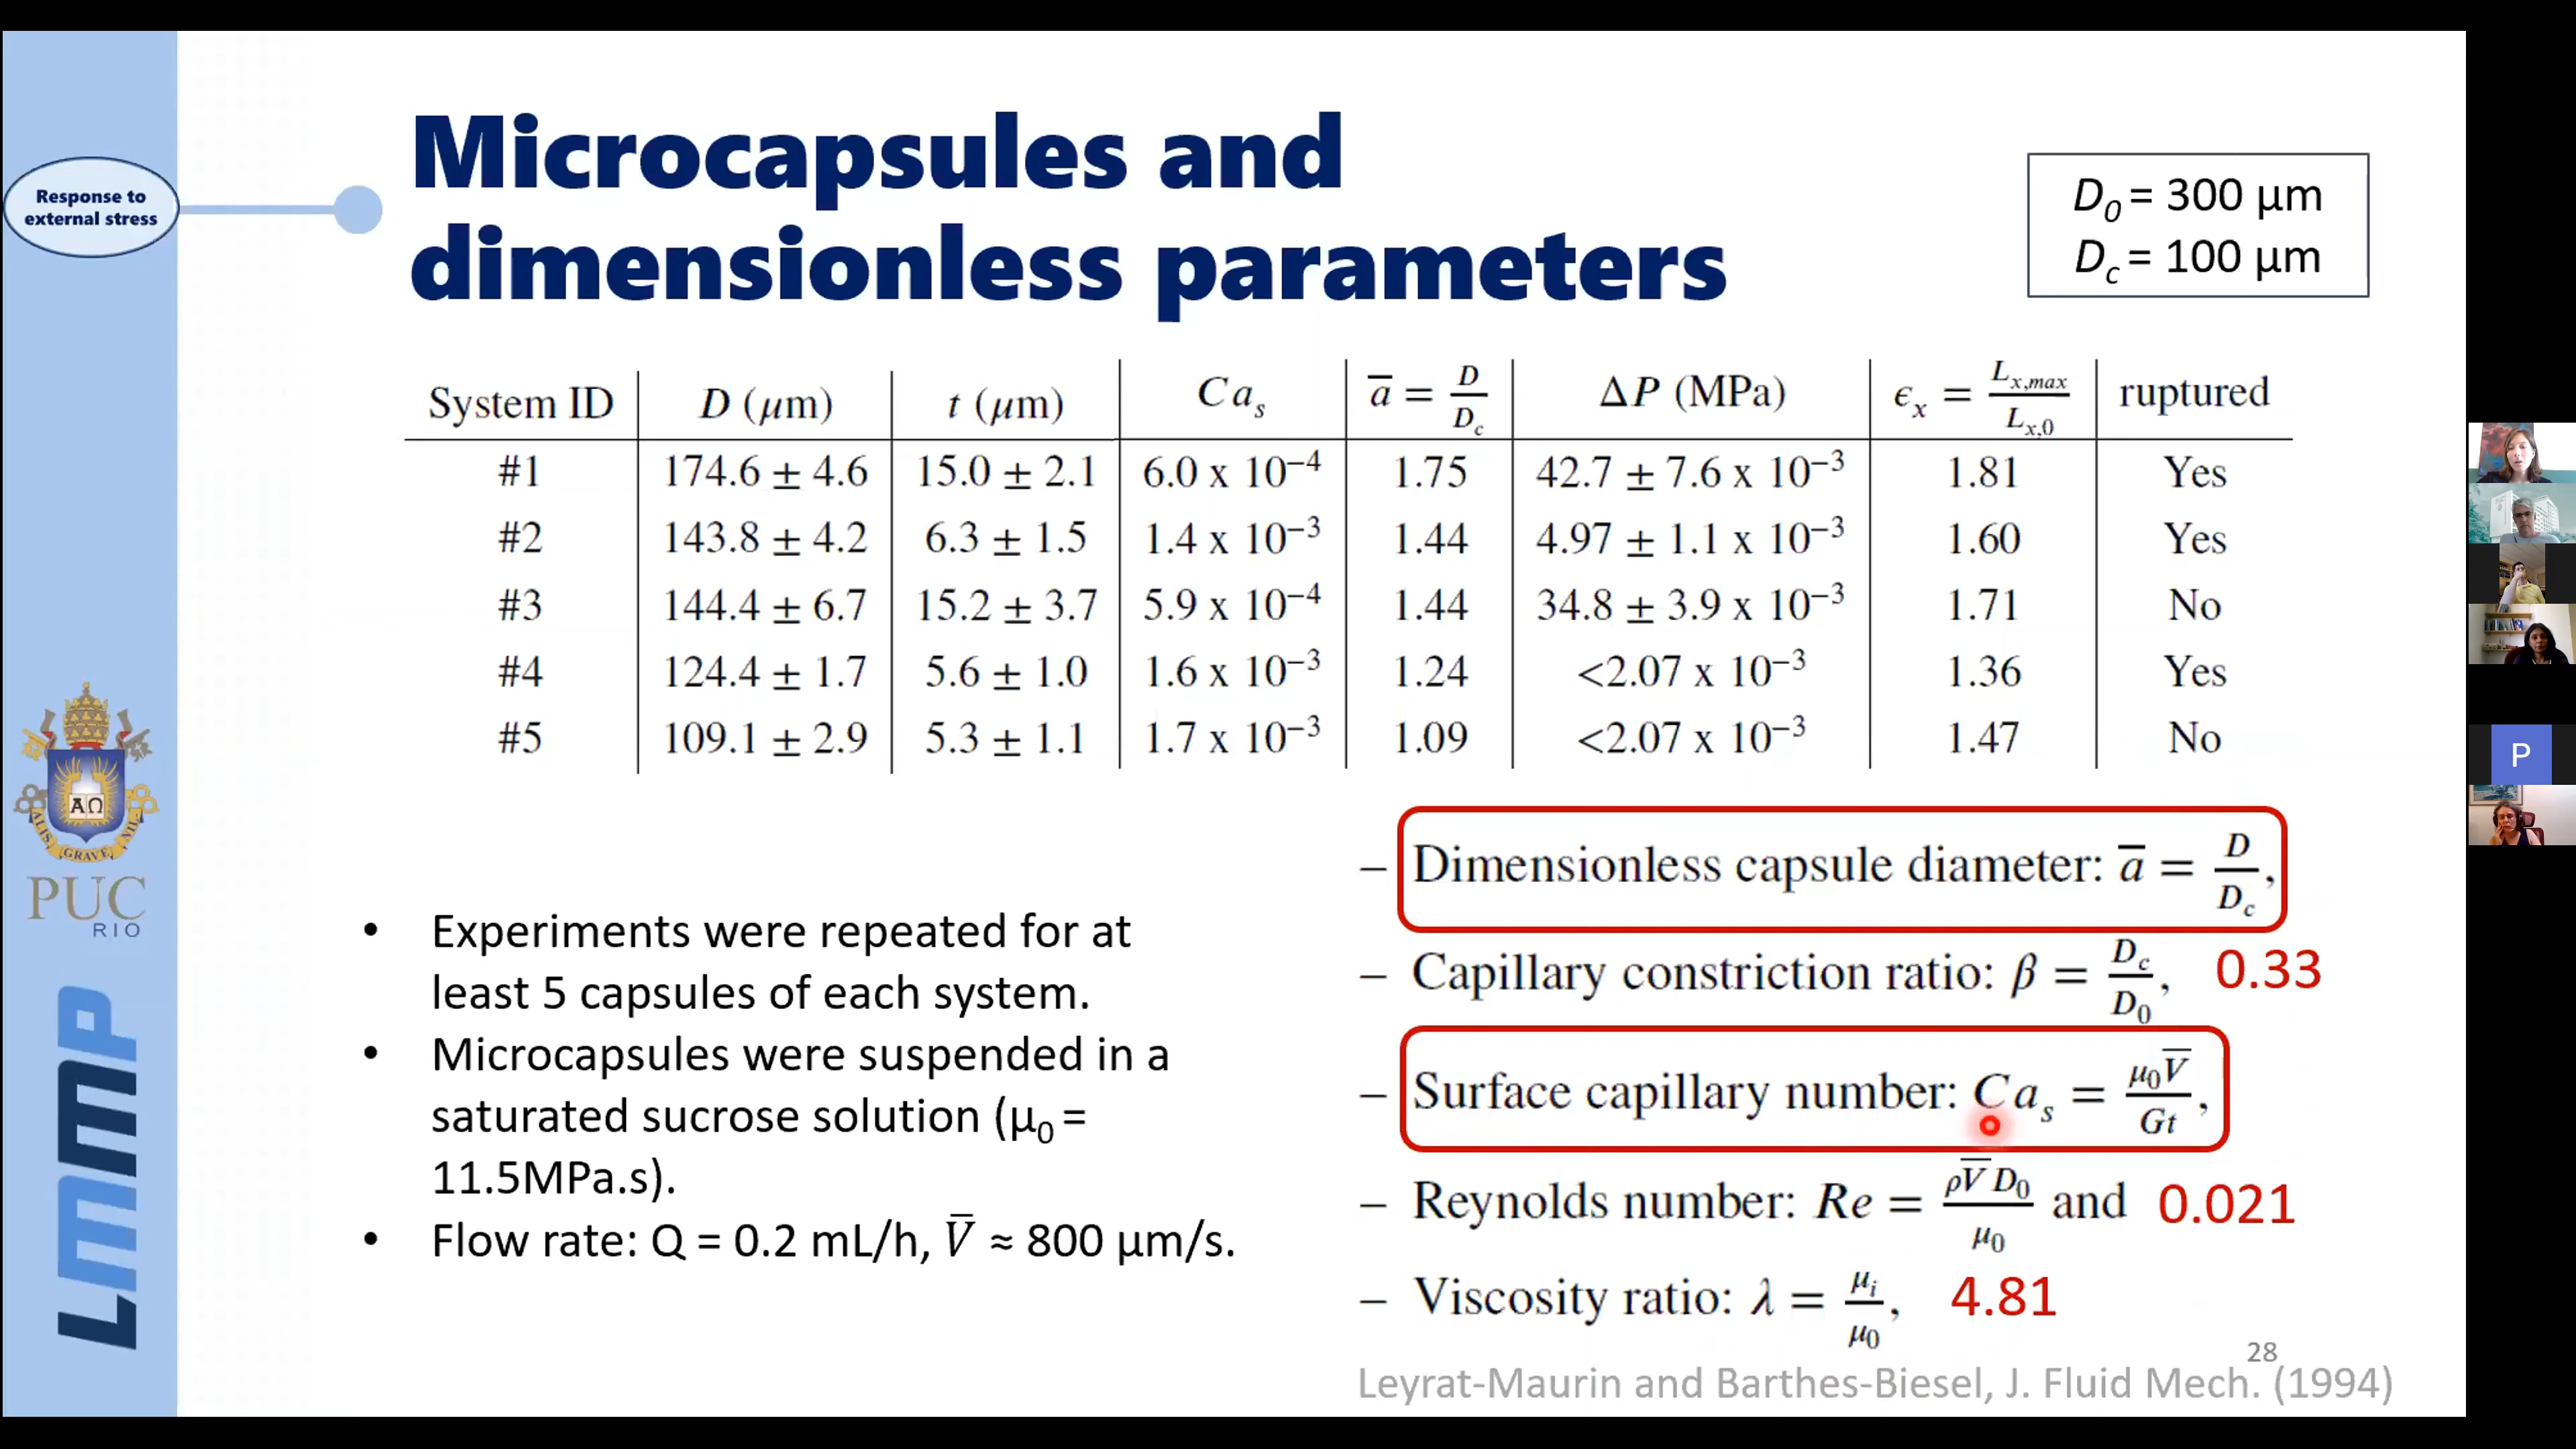 Response to
external stress
Microcapsules and
dimensionless parameters
D₀ = 300 µm
D꜀ = 100 µm
System ID | D (µm) | t (µm) | Caₛ | a̅ = D/D_c | ΔP (MPa) | ϵₓ = L_{x,max}/L_{x,0} | ruptured
#1 | 174.6 ± 4.6 | 15.0 ± 2.1 | 6.0 x 10⁻⁴ | 1.75 | 42.7 ± 7.6 x 10⁻³ | 1.81 | Yes
#2 | 143.8 ± 4.2 | 6.3 ± 1.5 | 1.4 x 10⁻³ | 1.44 | 4.97 ± 1.1 x 10⁻³ | 1.60 | Yes
#3 | 144.4 ± 6.7 | 15.2 ± 3.7 | 5.9 x 10⁻⁴ | 1.44 | 34.8 ± 3.9 x 10⁻³ | 1.71 | No
#4 | 124.4 ± 1.7 | 5.6 ± 1.0 | 1.6 x 10⁻³ | 1.24 | <2.07 x 10⁻³ | 1.36 | Yes
#5 | 109.1 ± 2.9 | 5.3 ± 1.1 | 1.7 x 10⁻³ | 1.09 | <2.07 x 10⁻³ | 1.47 | No
• Experiments were repeated for at
least 5 capsules of each system.
• Microcapsules were suspended in a
saturated sucrose solution (µ₀ =
11.5MPa.s).
• Flow rate: Q = 0.2 mL/h, V̅ ≈ 800 µm/s.
– Dimensionless capsule diameter: a̅ = D/D_c,
– Capillary constriction ratio: β = D_c/D₀, 0.33
– Surface capillary number: Caₛ = µ₀V̅/Gt,
– Reynolds number: Re = ρV̅D₀/µ₀ and 0.021
– Viscosity ratio: λ = µᵢ/µ₀, 4.81
28
Leyrat-Maurin and Barthes-Biesel, J. Fluid Mech. (1994)
ΑΩ
ALIS GRAVE NIL
PUC
RIO
LMMP
P